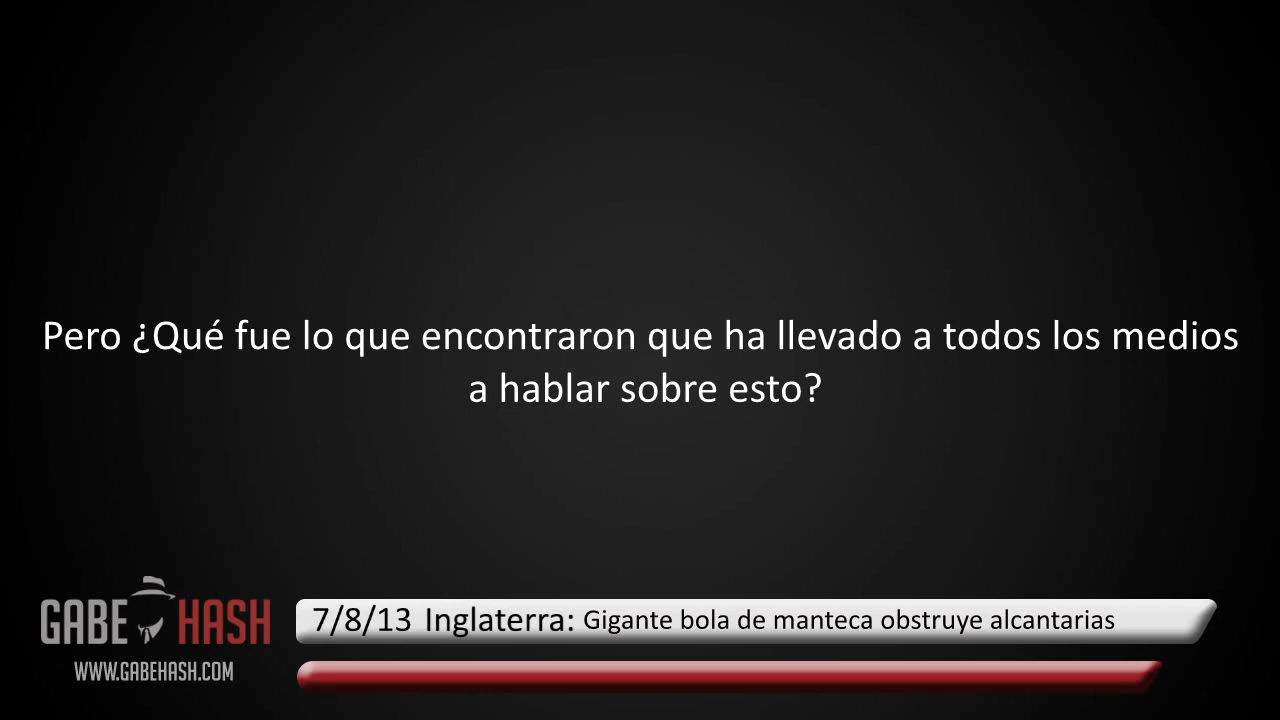 Pero ¿Qué fue lo que encontraron que ha llevado a todos los medios
a hablar sobre esto?
GABE HASH
WWW.GABEHASH.COM
7/8/13 Inglaterra: Gigante bola de manteca obstruye alcantarias